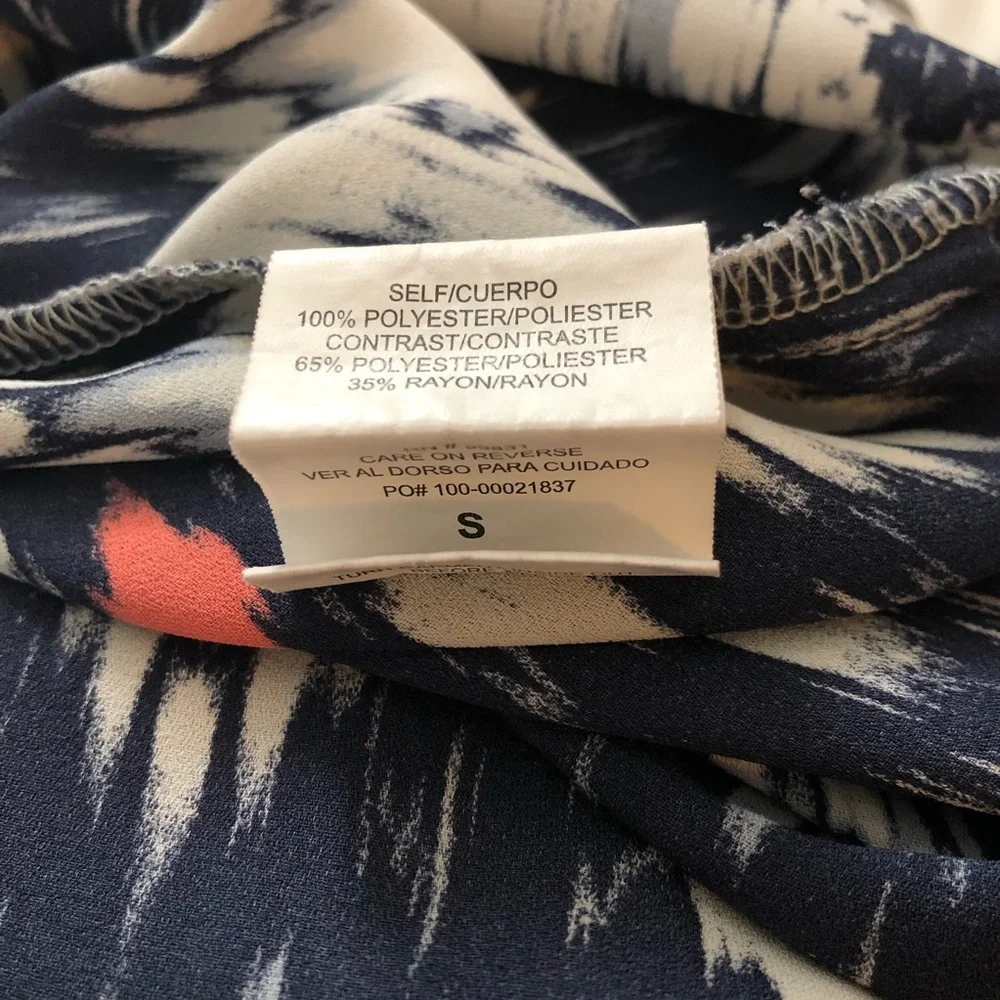 SELF/CUERPO
100% POLYESTER/POLIESTER
CONTRAST/CONTRASTE
65% POLYESTER/POLIESTER
35% RAYON/RAYON
CARE ON REVERSE
VER AL DORSO PARA CUIDADO
PO# 100-00021837
S